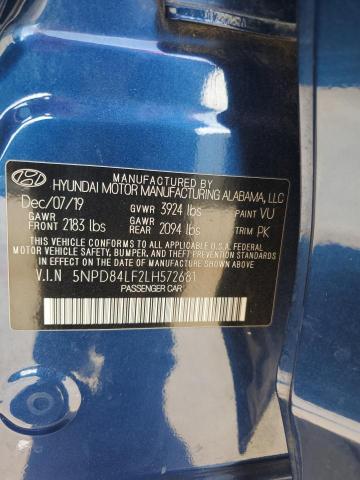 MANUFACTURED BY
HYUNDAI MOTOR MANUFACTURING ALABAMA, LLC
Dec/07/19 GVWR 3924 lbs PAINT VU
GAWR FRONT 2183 lbs GAWR REAR 2094 lbs TRIM PK
THIS VEHICLE CONFORMS TO ALL APPLICABLE U.S.A. FEDERAL
MOTOR VEHICLE SAFETY, BUMPER, AND THEFT PREVENTION STANDARDS
IN EFFECT ON THE DATE OF MANUFACTURE SHOWN ABOVE.
V.I.N 5NPD84LF2LH572681
PASSENGER CAR